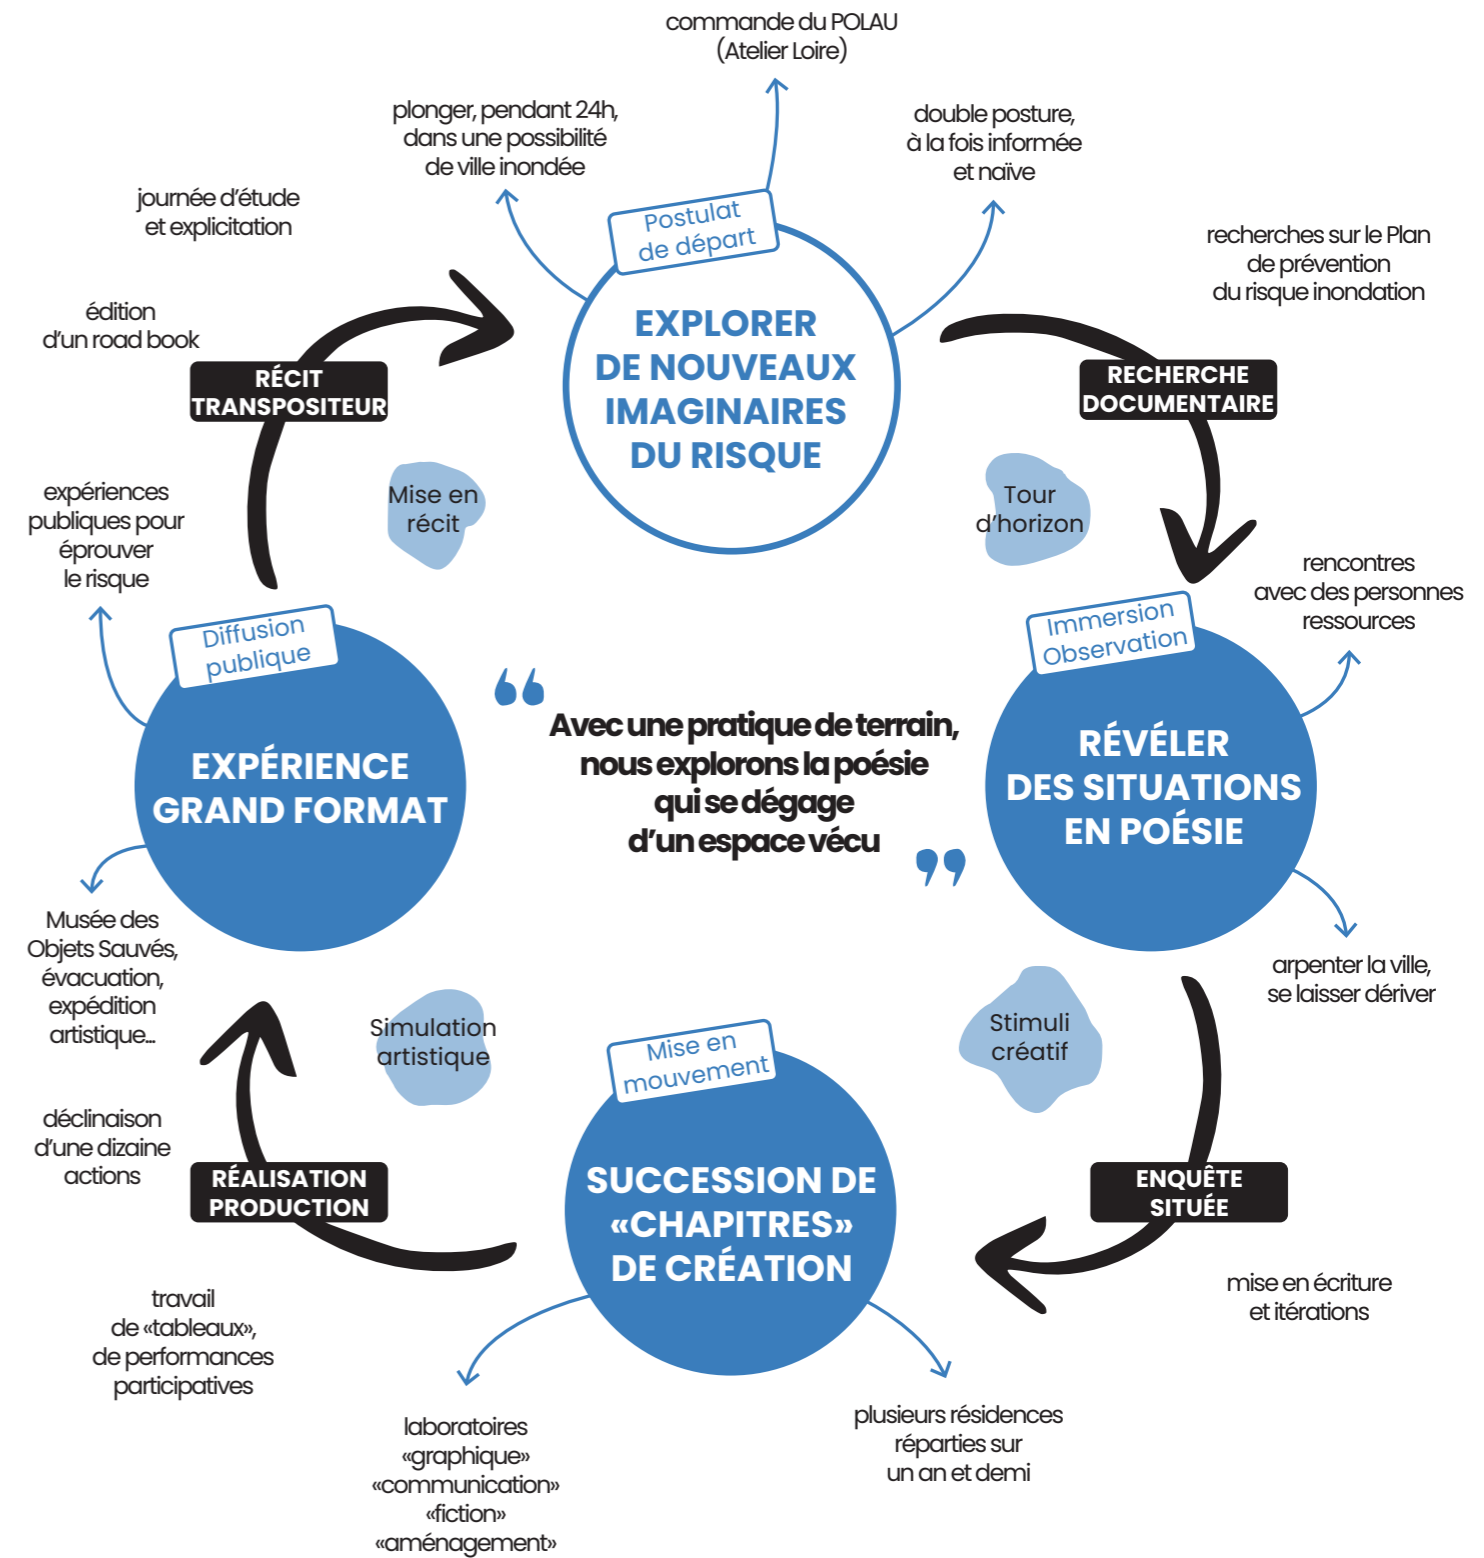 commande du POLAU
(Atelier Loire)
plonger, pendant 24h,
dans une possibilité
de ville inondée
double posture,
à la fois informée
et naïve
Postulat
de départ
EXPLORER
DE NOUVEAUX
IMAGINAIRES
DU RISQUE
recherches sur le Plan
de prévention
du risque inondation
RECHERCHE
DOCUMENTAIRE
Tour
d'horizon
Immersion
Observation
RÉVÉLER
DES SITUATIONS
EN POÉSIE
rencontres
avec des personnes
ressources
arpenter la ville,
se laisser dériver
Stimuli
créatif
ENQUÊTE
SITUÉE
mise en écriture
et itérations
Mise en
mouvement
SUCCESSION DE
«CHAPITRES»
DE CRÉATION
plusieurs résidences
réparties sur
un an et demi
laboratoires
«graphique»
«communication»
«fiction»
«aménagement»
Simulation
artistique
RÉALISATION
PRODUCTION
déclinaison
d'une dizaine
actions
travail
de «tableaux»,
de performances
participatives
Diffusion
publique
EXPÉRIENCE
GRAND FORMAT
expériences
publiques pour
éprouver
le risque
Musée des
Objets Sauvés,
évacuation,
expédition
artistique...
Mise en
récit
RÉCIT
TRANSPOSITEUR
journée d'étude
et explicitation
édition
d'un road book
“
Avec une pratique de terrain,
nous explorons la poésie
qui se dégage
d'un espace vécu
”